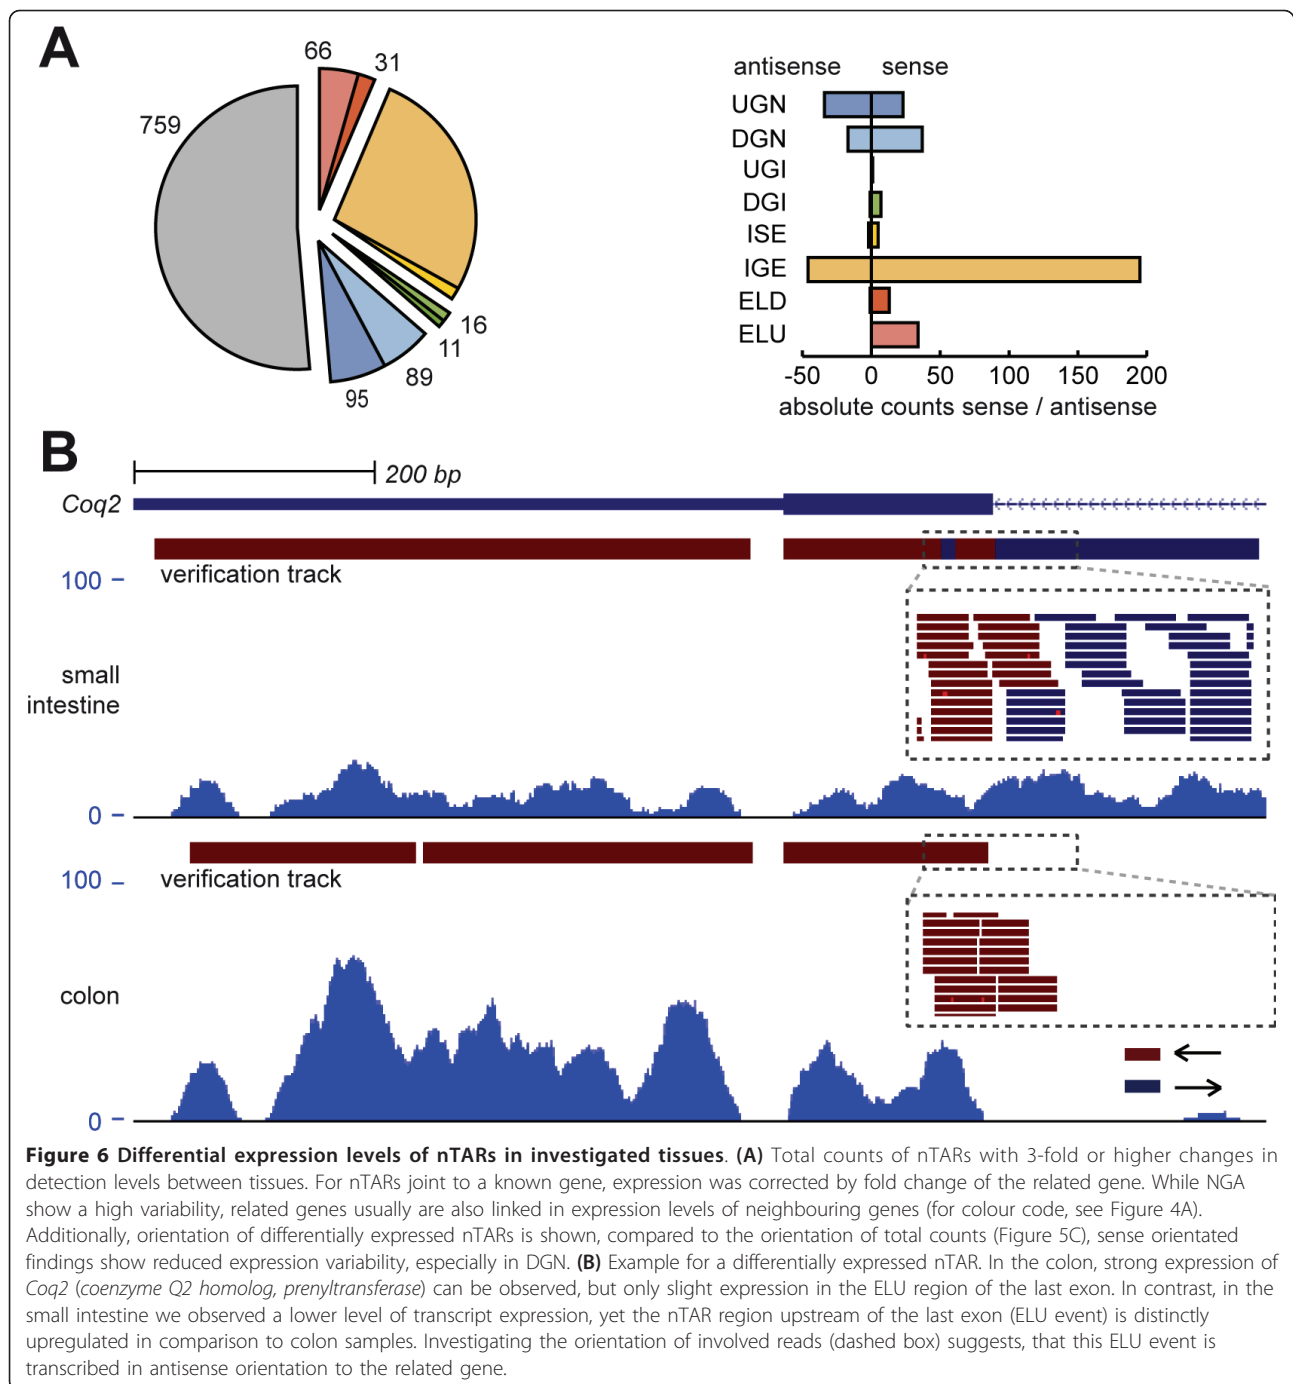 A
66
31
759
16
11
89
95
antisense sense
UGN
DGN
UGI
DGI
ISE
IGE
ELD
ELU
-50 0 50 100 150 200
absolute counts sense / antisense
B
200 bp
Coq2
verification track
100
small
intestine
0
verification track
100
colon
0
Figure 6 Differential expression levels of nTARs in investigated tissues. (A) Total counts of nTARs with 3-fold or higher changes in
detection levels between tissues. For nTARs joint to a known gene, expression was corrected by fold change of the related gene. While NGA
show a high variability, related genes usually are also linked in expression levels of neighbouring genes (for colour code, see Figure 4A).
Additionally, orientation of differentially expressed nTARs is shown, compared to the orientation of total counts (Figure 5C), sense orientated
findings show reduced expression variability, especially in DGN. (B) Example for a differentially expressed nTAR. In the colon, strong expression of
Coq2 (coenzyme Q2 homolog, prenyltransferase) can be observed, but only slight expression in the ELU region of the last exon. In contrast, in the
small intestine we observed a lower level of transcript expression, yet the nTAR region upstream of the last exon (ELU event) is distinctly
upregulated in comparison to colon samples. Investigating the orientation of involved reads (dashed box) suggests, that this ELU event is
transcribed in antisense orientation to the related gene.